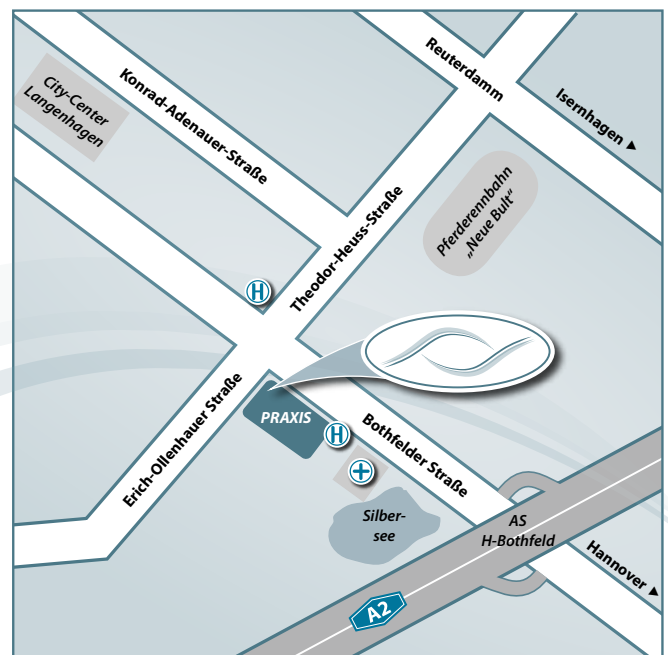 City-Center
Langenhagen
Konrad-Adenauer-Straße
Reuterdamm
Isernhagen ▲
Pferderennbahn
„Neue Bult“
Theodor-Heuss-Straße
H
Erich-Ollenhauer Straße
PRAXIS
H
Bothfelder Straße
Silber-
see
AS
H-Bothfeld
Hannover ▲
A2